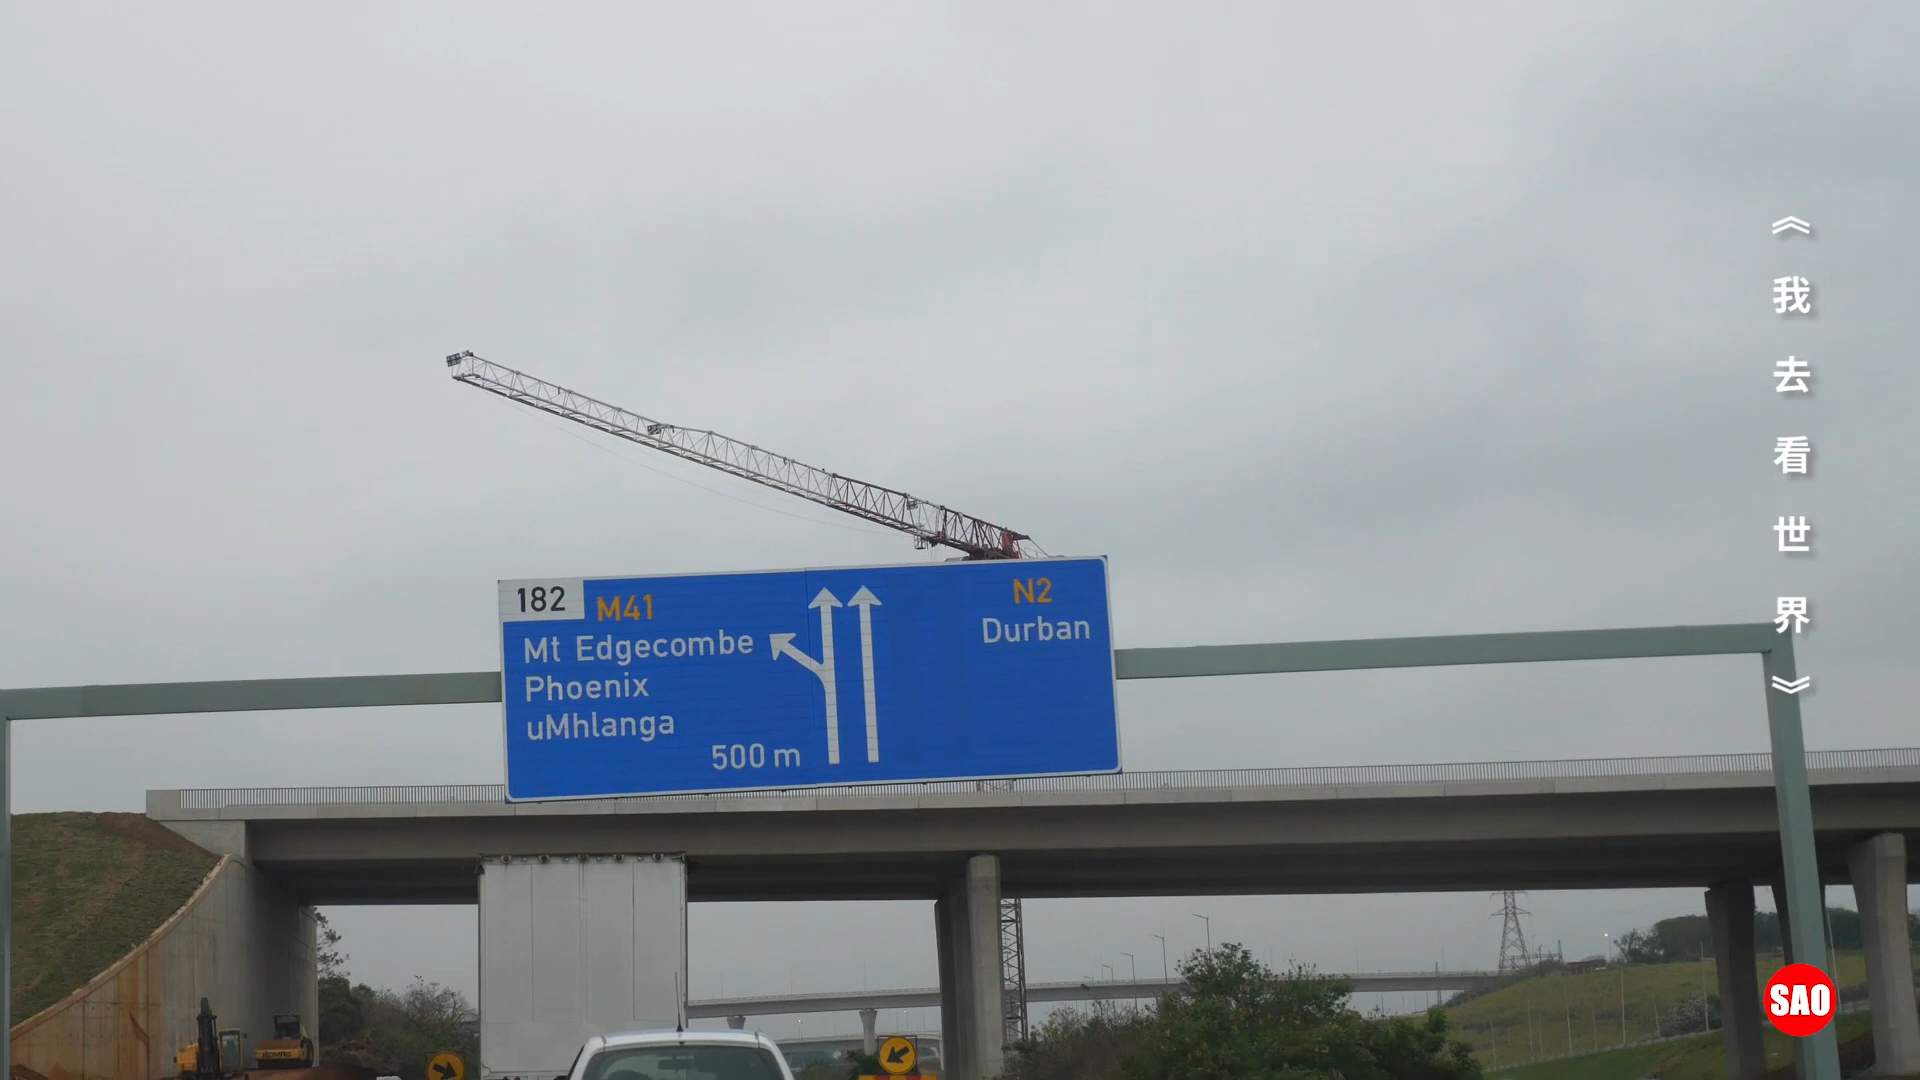 182 M41
Mt Edgecombe
Phoenix
uMhlanga
500 m
N2
Durban
《我去看世界》
SAO